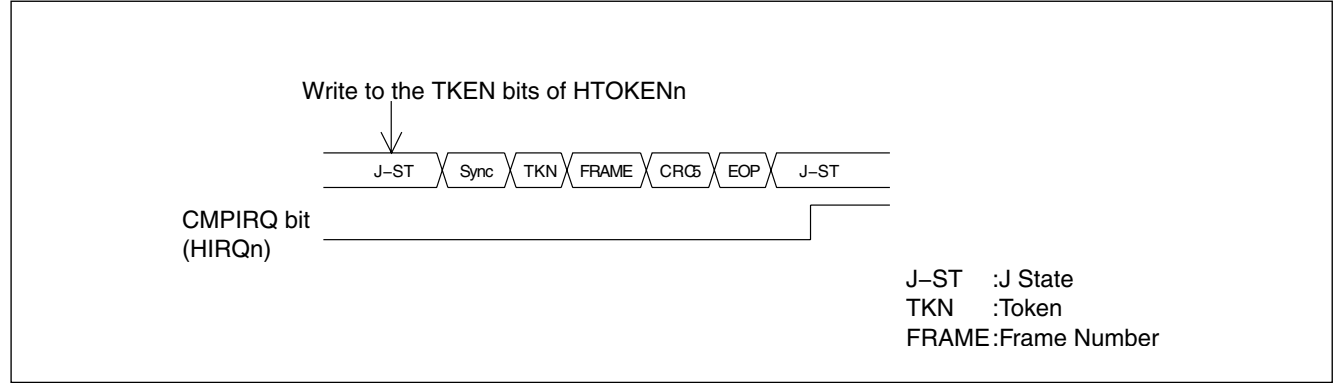 Write to the TKEN bits of HTOKENn
J−ST Sync TKN FRAME CRC5 EOP J−ST
CMPIRQ bit
(HIRQn)
J−ST :J State
TKN :Token
FRAME:Frame Number